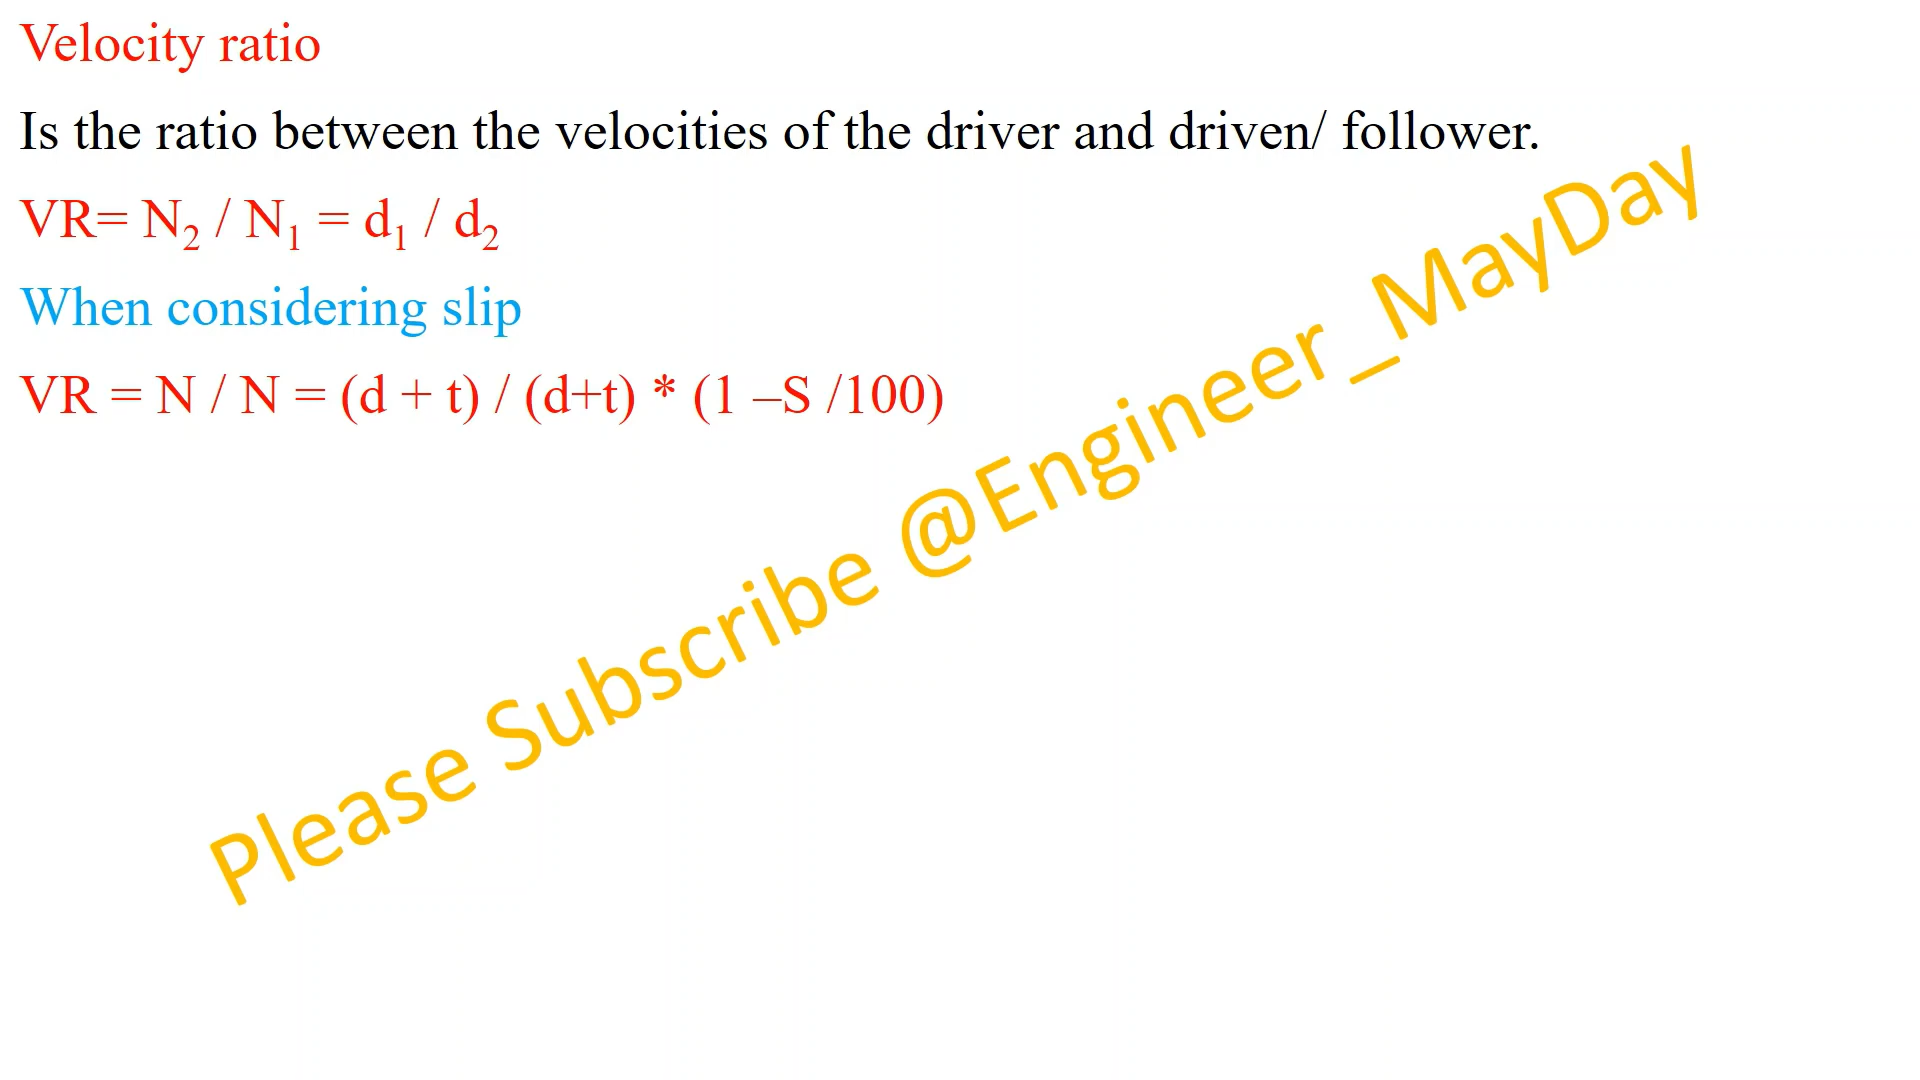 Velocity ratio
Is the ratio between the velocities of the driver and driven/ follower.
VR= N₂ / N₁ = d₁ / d₂
When considering slip
VR = N / N = (d + t) / (d+t) * (1 –S /100)
Please Subscribe @Engineer_MayDay